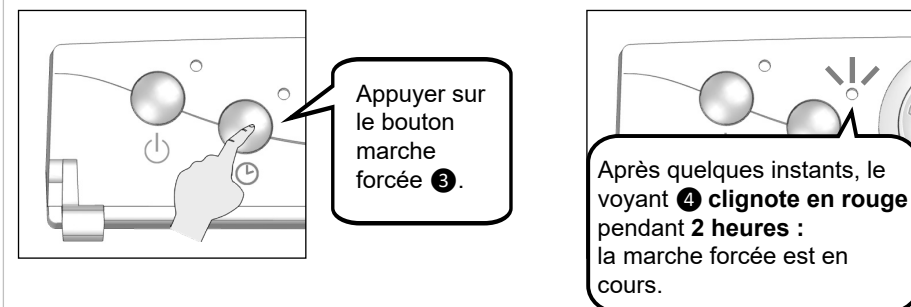 Appuyer sur
le bouton
marche
forcée ❸.
Après quelques instants, le
voyant ❹ clignote en rouge
pendant 2 heures :
la marche forcée est en
cours.